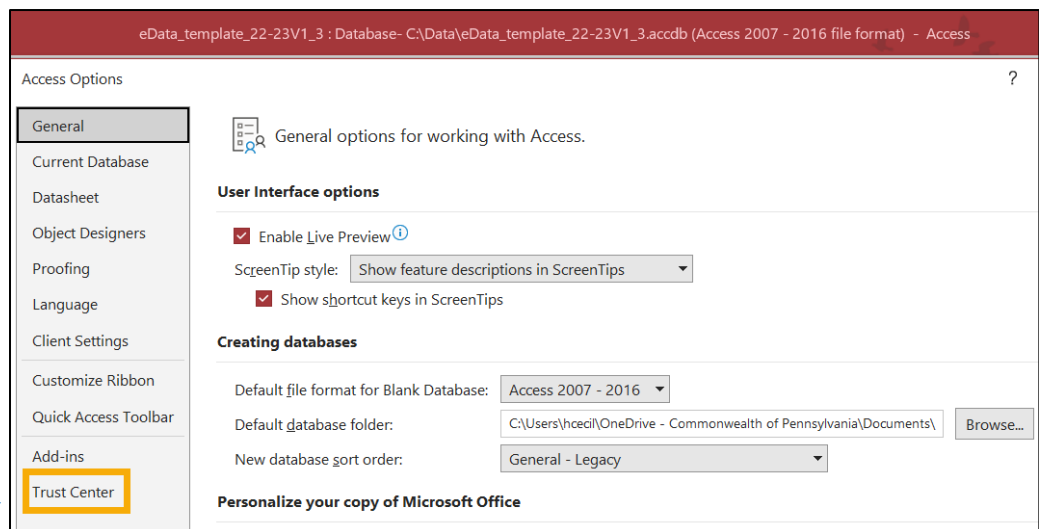 eData_template_22-23V1_3 : Database- C:\Data\eData_template_22-23V1_3.accdb (Access 2007 - 2016 file format) - Access
Access Options
?
General
Current Database
Datasheet
Object Designers
Proofing
Language
Client Settings
Customize Ribbon
Quick Access Toolbar
Add-ins
Trust Center
General options for working with Access.
User Interface options
Enable Live Preview
ScreenTip style: Show feature descriptions in ScreenTips
Show shortcut keys in ScreenTips
Creating databases
Default file format for Blank Database: Access 2007 - 2016
Default database folder: C:\Users\hcecil\OneDrive - Commonwealth of Pennsylvania\Documents\ Browse...
New database sort order: General - Legacy
Personalize your copy of Microsoft Office